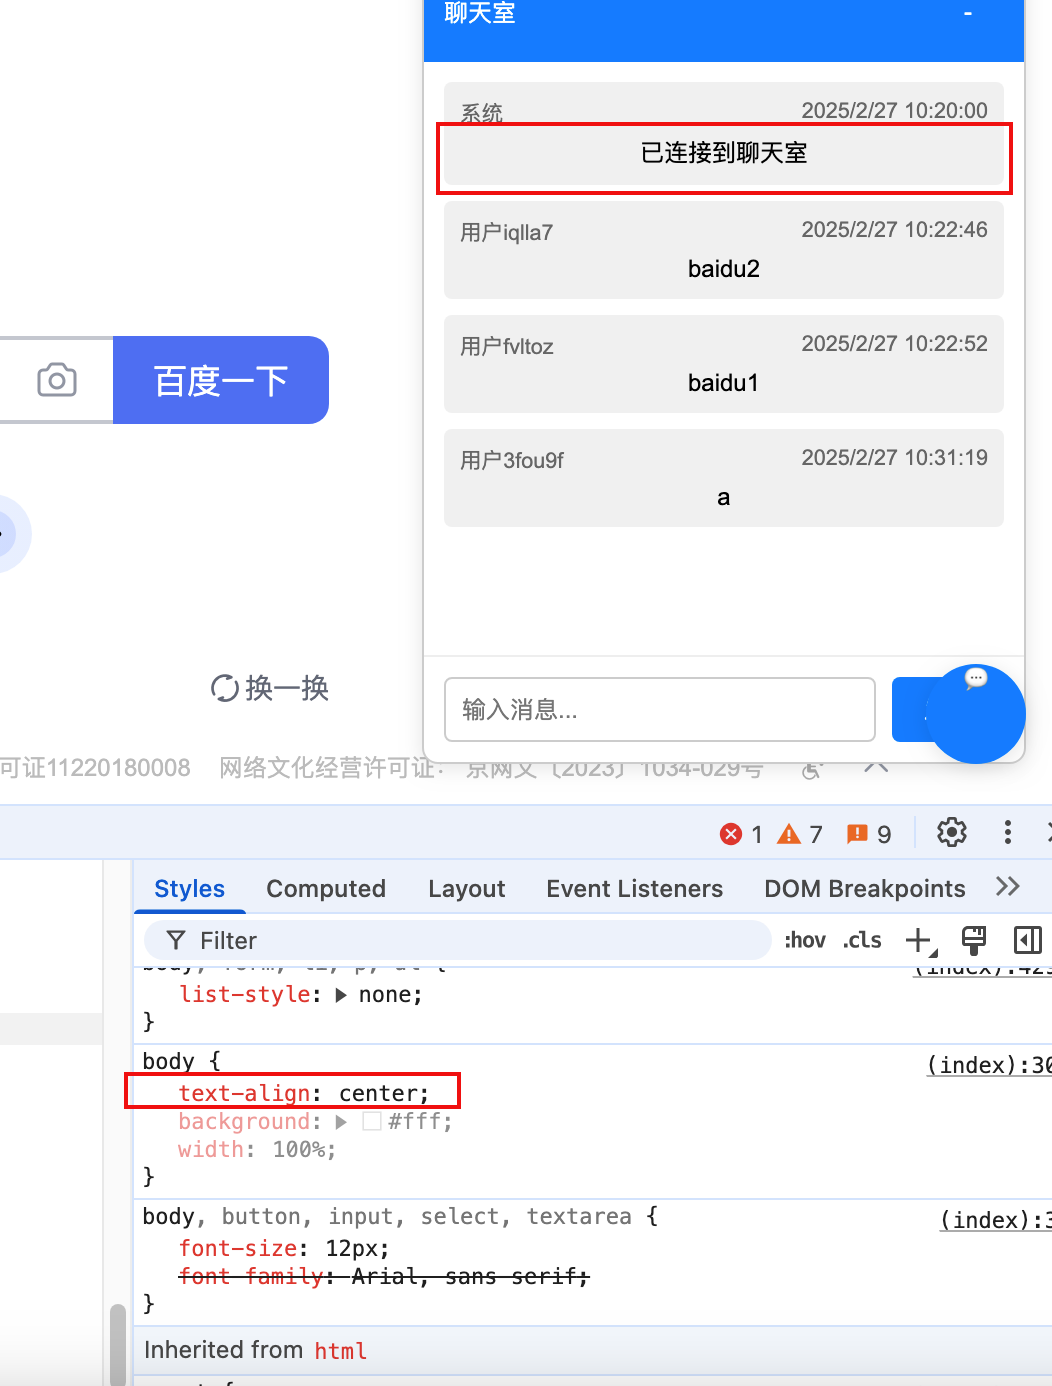 聊天室
-
系统
2025/2/27 10:20:00
已连接到聊天室
用户iqlla7
2025/2/27 10:22:46
baidu2
用户fvltoz
2025/2/27 10:22:52
baidu1
百度一下
用户3fou9f
2025/2/27 10:31:19
a
换一换
输入消息...
可证11220180008 网络文化经营许可证: 京网文〔2023〕1034-029号
1 7 9
Styles Computed Layout Event Listeners DOM Breakpoints
Filter :hov .cls
list-style: none;
}
body {
(index):30
text-align: center;
background: #fff;
width: 100%;
}
body, button, input, select, textarea {
(index):3
font-size: 12px;
font-family: Arial, sans serif;
}
Inherited from html